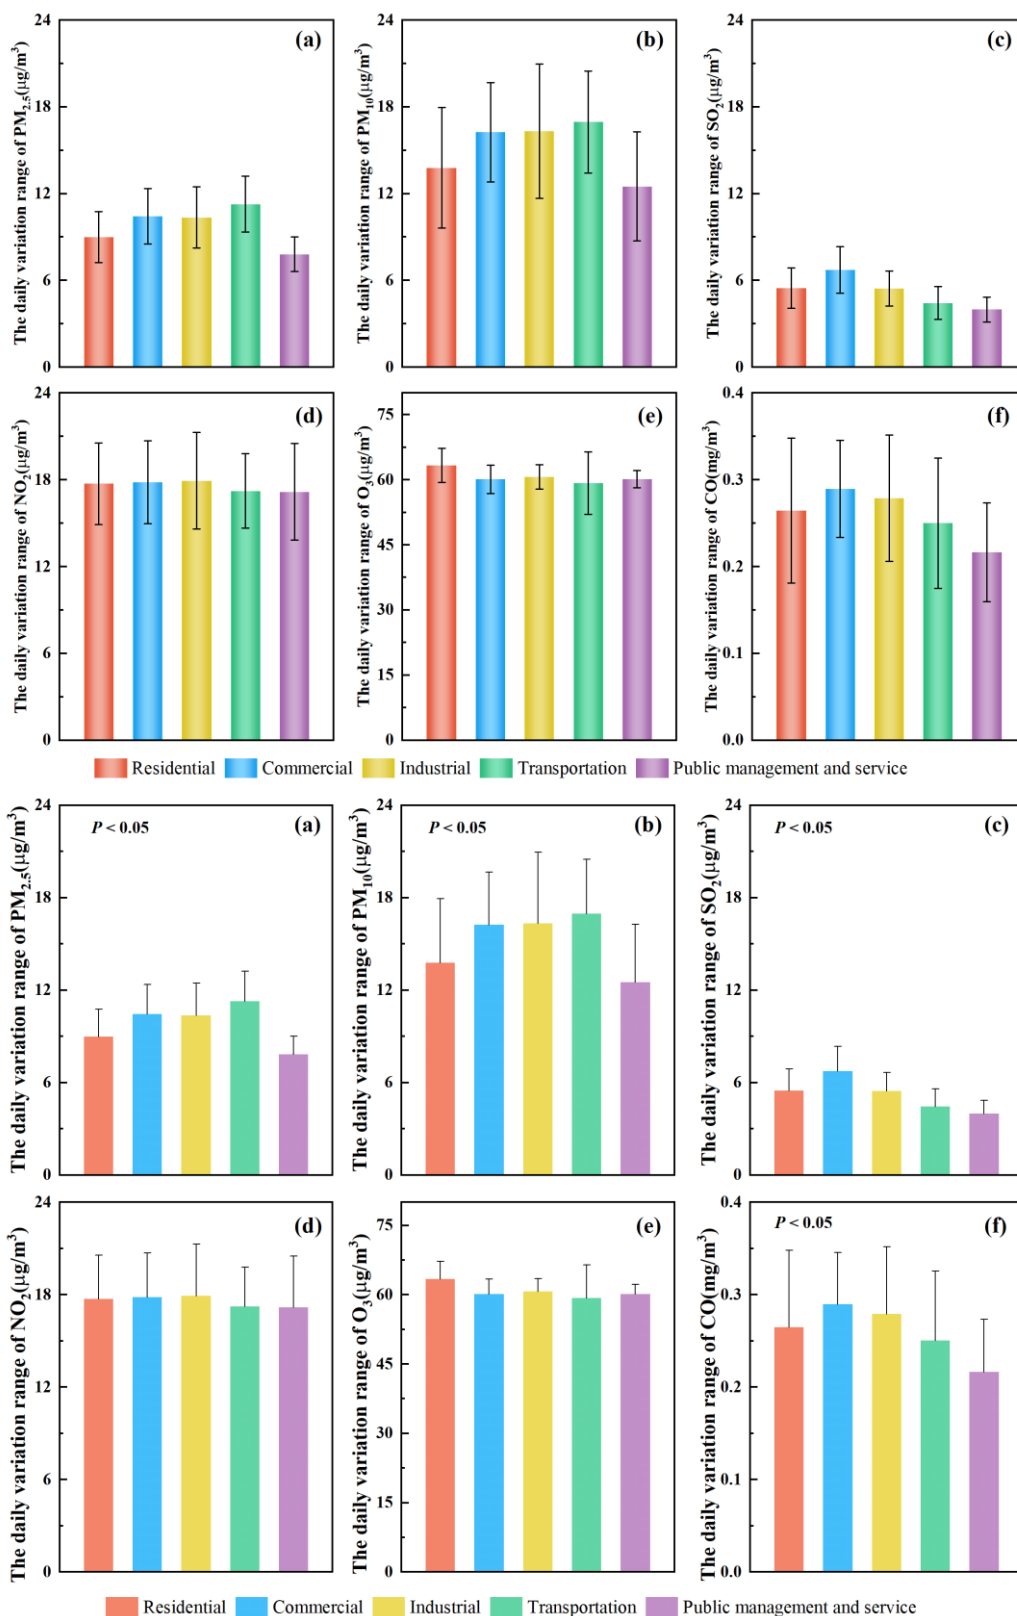 The daily variation range of PM2.5(μg/m3)
24
18
12
6
0
(a)
The daily variation range of PM10(μg/m3)
24
18
12
6
0
(b)
The daily variation range of SO2(μg/m3)
24
18
12
6
0
(c)
The daily variation range of NO2(μg/m3)
24
18
12
6
0
(d)
The daily variation range of O3(μg/m3)
75
60
45
30
15
0
(e)
The daily variation range of CO(mg/m3)
0.4
0.3
0.2
0.1
0.0
(f)
Residential Commercial Industrial Transportation Public management and service
The daily variation range of PM2.5(μg/m3)
24
18
12
6
0
P < 0.05
(a)
The daily variation range of PM10(μg/m3)
24
18
12
6
0
P < 0.05
(b)
The daily variation range of SO2(μg/m3)
24
18
12
6
0
P < 0.05
(c)
The daily variation range of NO2(μg/m3)
24
18
12
6
0
(d)
The daily variation range of O3(μg/m3)
75
60
45
30
15
0
(e)
The daily variation range of CO(mg/m3)
0.4
0.3
0.2
0.1
0.0
P < 0.05
(f)
Residential Commercial Industrial Transportation Public management and service